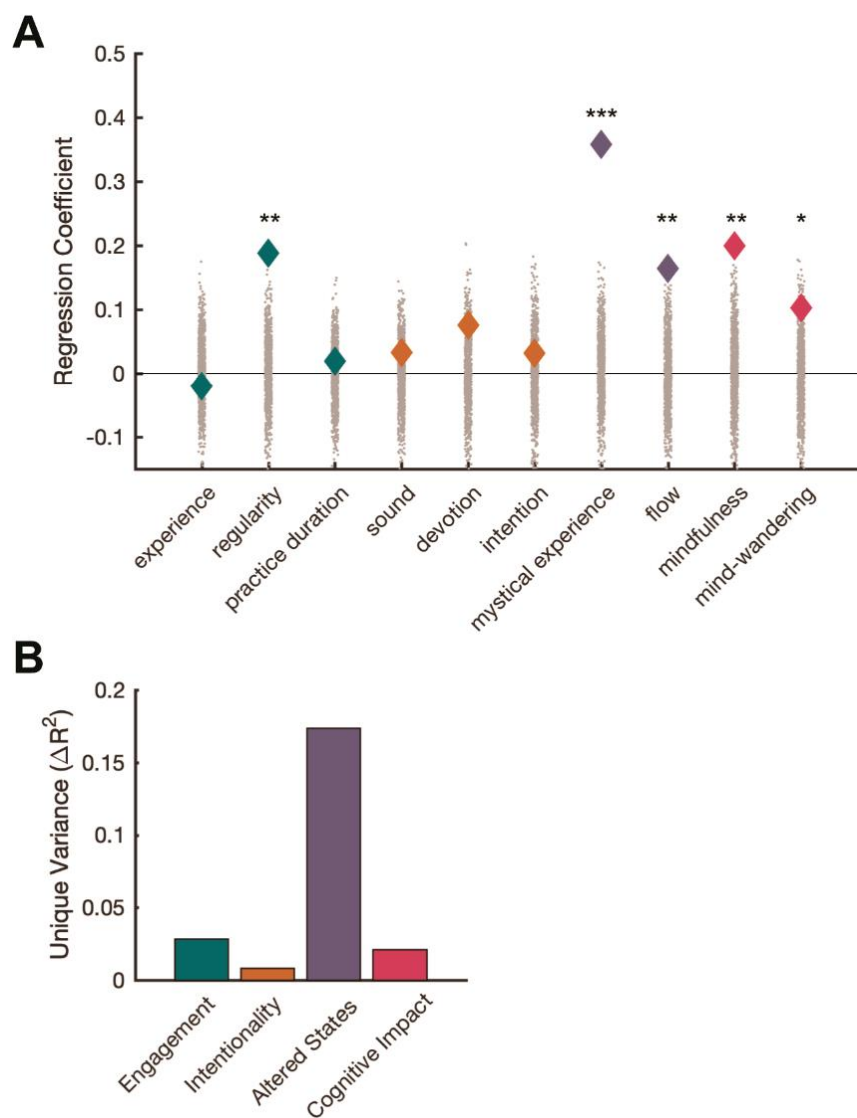 A
0.5
0.4
0.3
0.2
0.1
0
-0.1
Regression Coefficient
**
***
**
**
*
experience
regularity
practice duration
sound
devotion
intention
mystical experience
flow
mindfulness
mind-wandering
B
0.2
0.15
0.1
0.05
0
Unique Variance (ΔR²)
Engagement
Intentionality
Altered States
Cognitive Impact